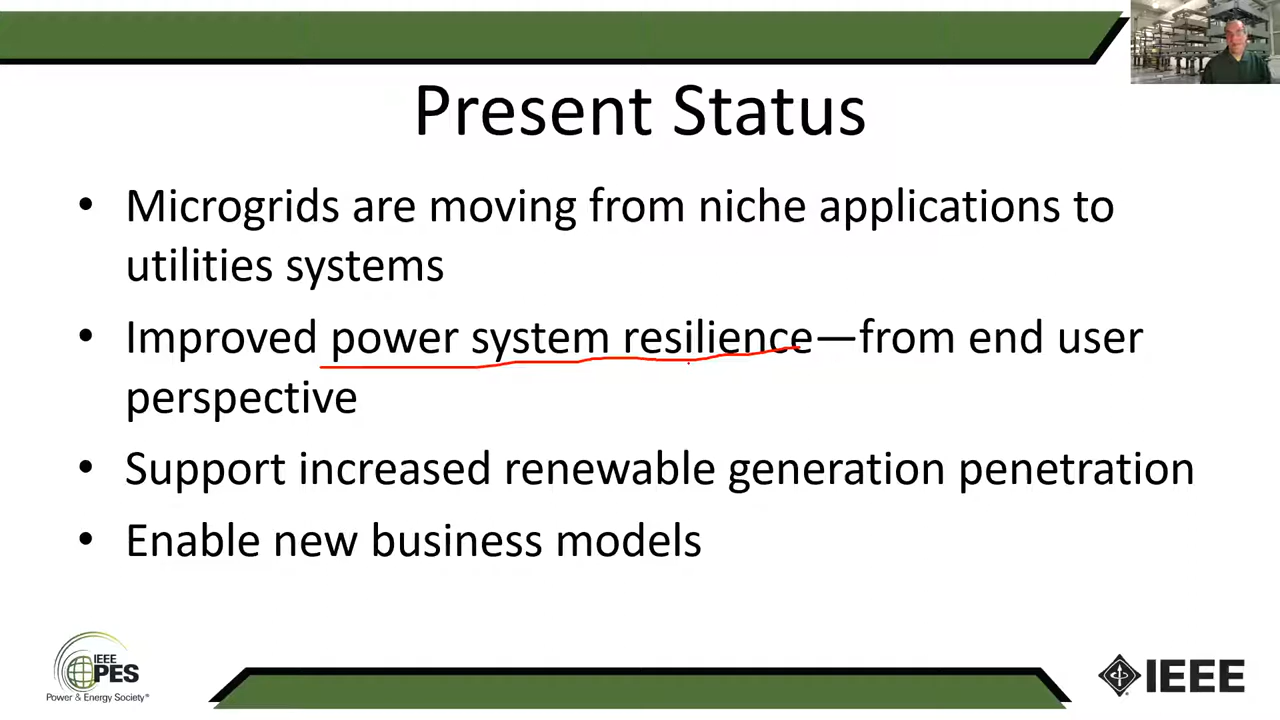 Present Status
• Microgrids are moving from niche applications to
utilities systems
• Improved power system resilience—from end user
perspective
• Support increased renewable generation penetration
• Enable new business models
IEEE
PES
Power & Energy Society®
IEEE